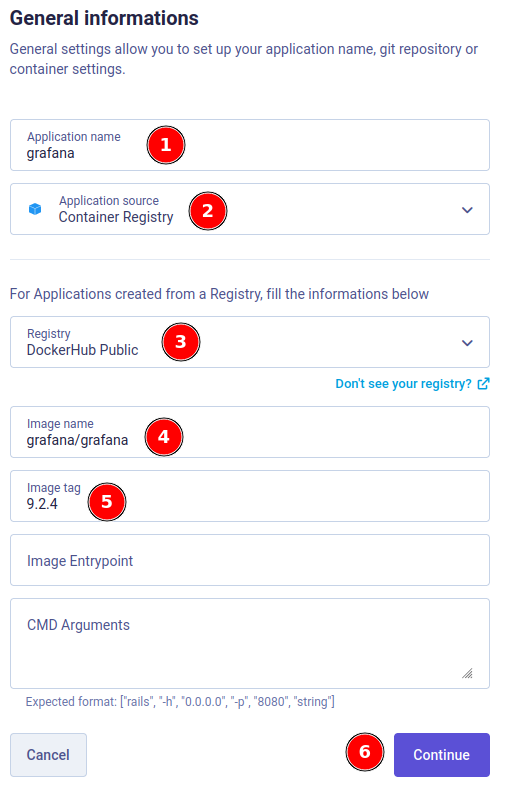 General informations
General settings allow you to set up your application name, git repository or
container settings.
Application name
grafana
1
Application source
Container Registry
2
For Applications created from a Registry, fill the informations below
Registry
DockerHub Public
3
Don't see your registry?
Image name
grafana/grafana
4
Image tag
9.2.4
5
Image Entrypoint
CMD Arguments
Expected format: ["rails", "-h", "0.0.0.0", "-p", "8080", "string"]
Cancel
6
Continue